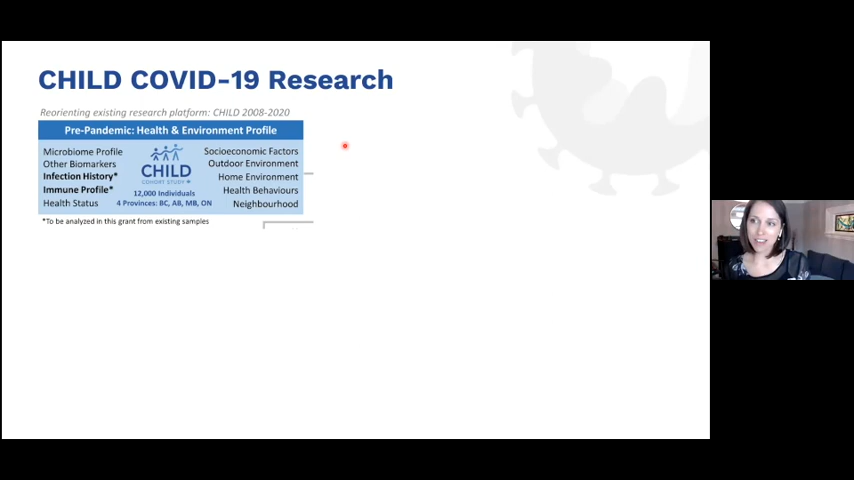 CHILD COVID-19 Research
Reorienting existing research platform: CHILD 2008-2020
Pre-Pandemic: Health & Environment Profile
Microbiome Profile
Other Biomarkers
Infection History*
Immune Profile*
Health Status
CHILD
COHORT STUDY
12,000 Individuals
4 Provinces: BC, AB, MB, ON
Socioeconomic Factors
Outdoor Environment
Home Environment
Health Behaviours
Neighbourhood
*To be analyzed in this grant from existing samples